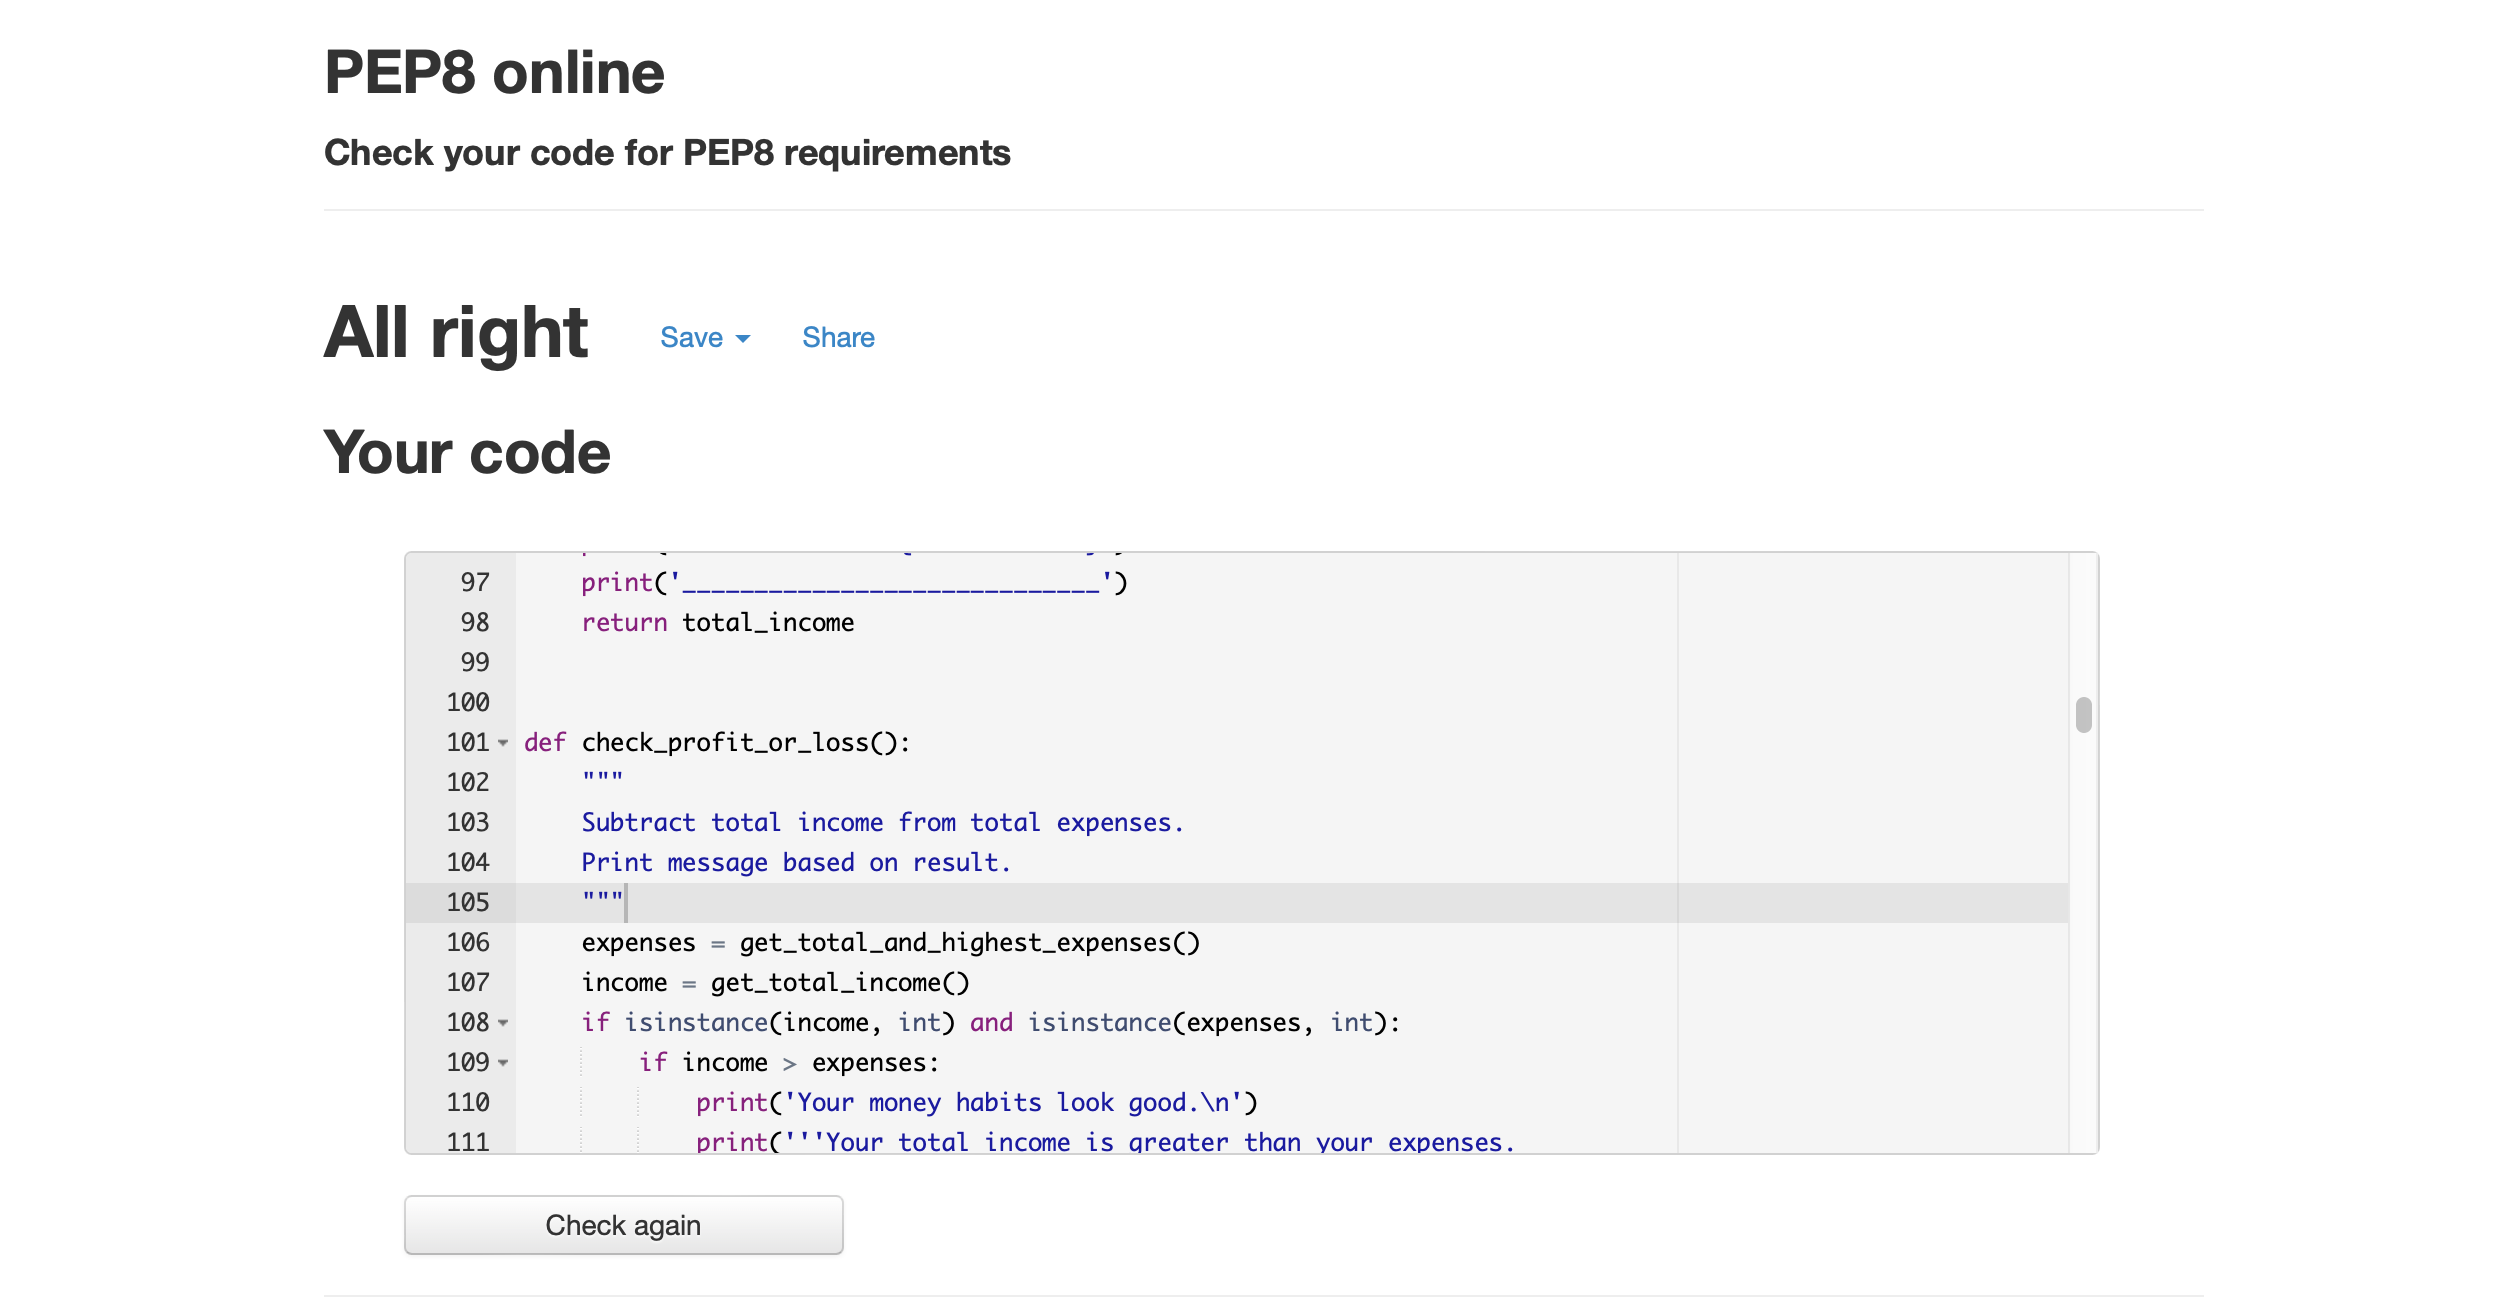 PEP8 online
Check your code for PEP8 requirements
All right Save Share
Your code
97 print('_____________________________')
98 return total_income
99
100
101 def check_profit_or_loss():
102 """
103 Subtract total income from total expenses.
104 Print message based on result.
105 """
106 expenses = get_total_and_highest_expenses()
107 income = get_total_income()
108 if isinstance(income, int) and isinstance(expenses, int):
109 if income > expenses:
110 print('Your money habits look good.\n')
111 print('''Your total income is greater than your expenses.
Check again